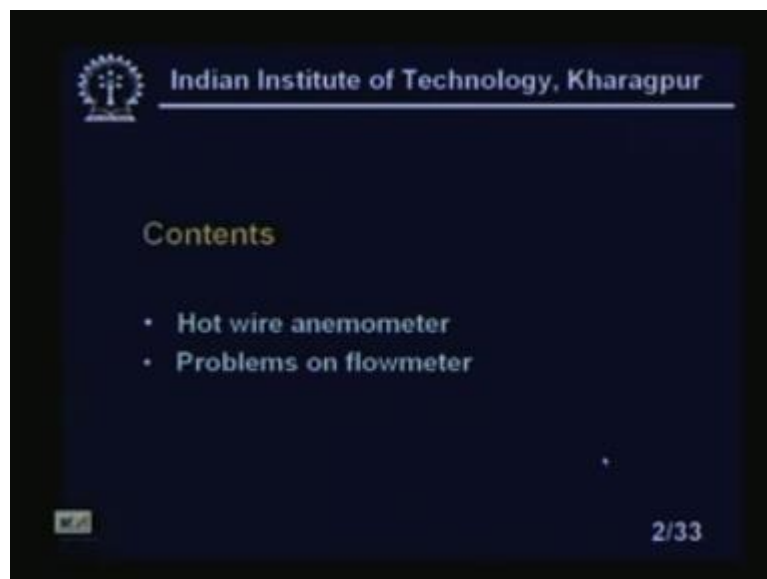 Indian Institute of Technology, Kharagpur
Contents
• Hot wire anemometer
• Problems on flowmeter
2/33